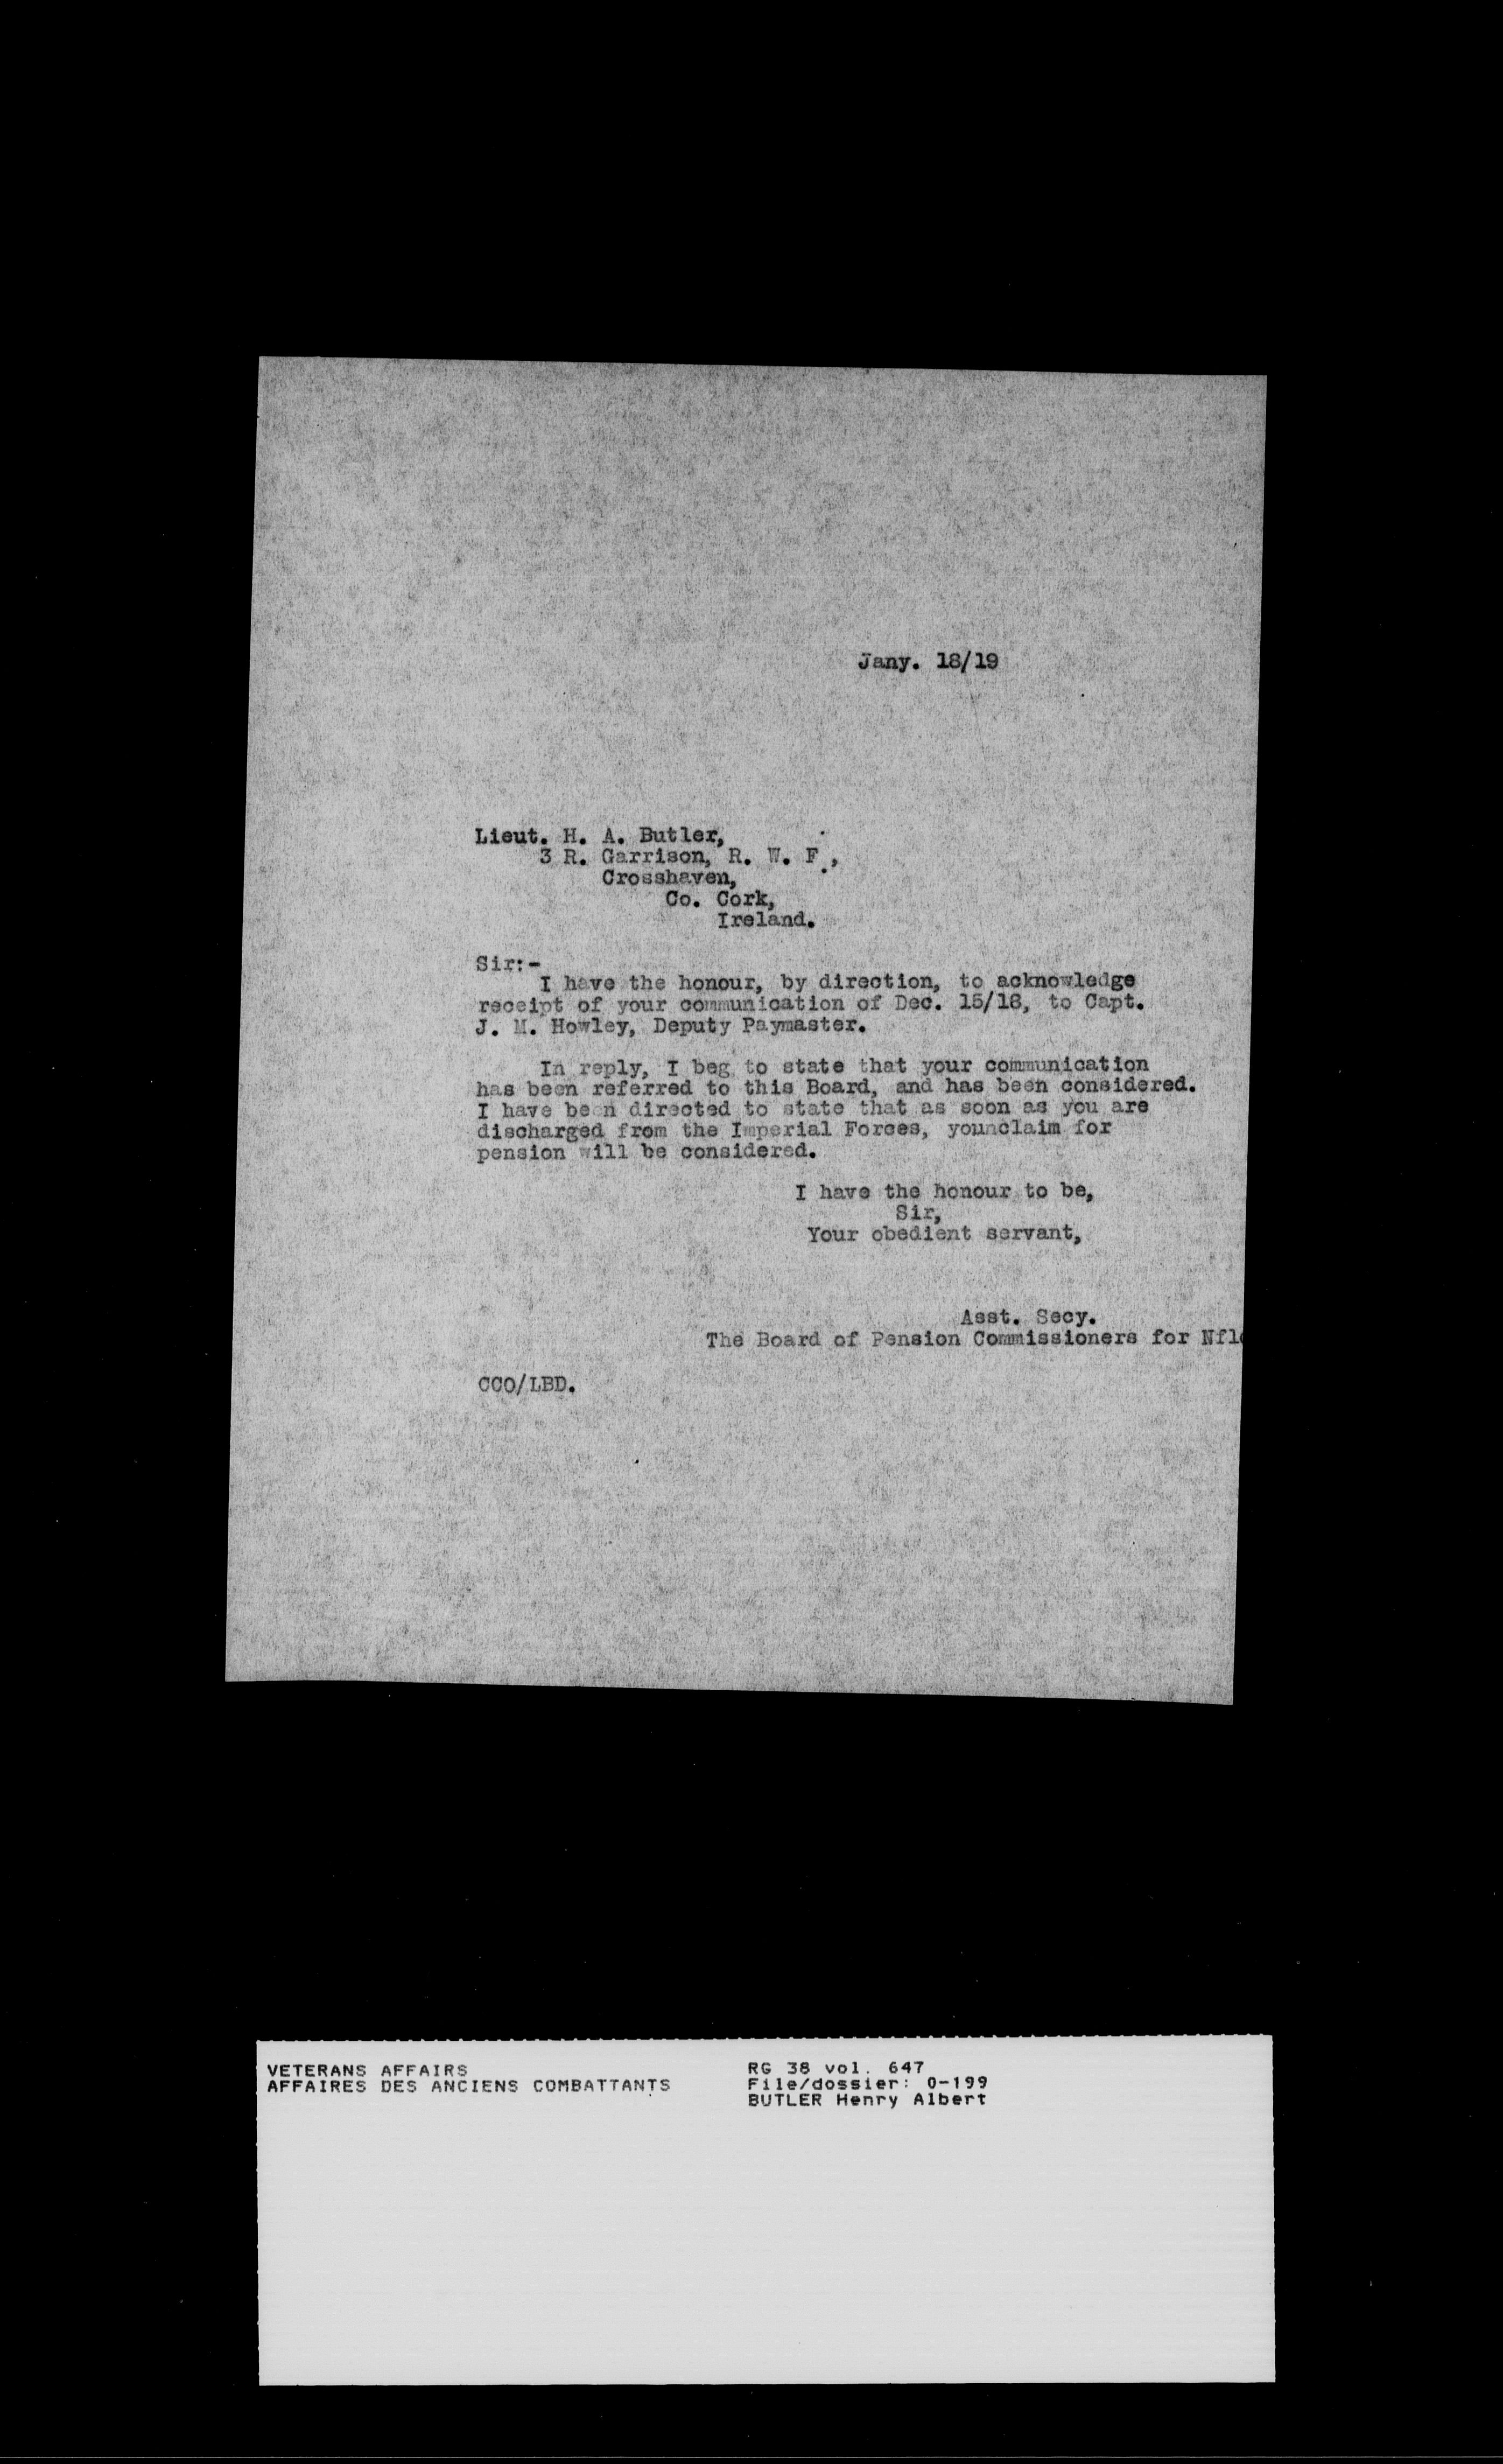 Jany. 18/19
Lieut. H. A. Butler,
3 R. Garrison, R. W. F.,
Crosshaven,
Co. Cork,
Ireland.
Sir:-
I have the honour, by direction, to acknowledge
receipt of your communication of Dec. 15/18, to Capt.
J. M. Howley, Deputy Paymaster.
In reply, I beg to state that your communication
has been referred to this Board, and has been considered.
I have been directed to state that as soon as you are
discharged from the Imperial Forces, younclaim for
pension will be considered.
I have the honour to be,
Sir,
Your obedient servant,
Asst. Secy.
The Board of Pension Commissioners for Nfld
CCO/LBD.
VETERANS AFFAIRS
AFFAIRES DES ANCIENS COMBATTANTS
RG 38 vol. 647
File/dossier: 0-199
BUTLER Henry Albert